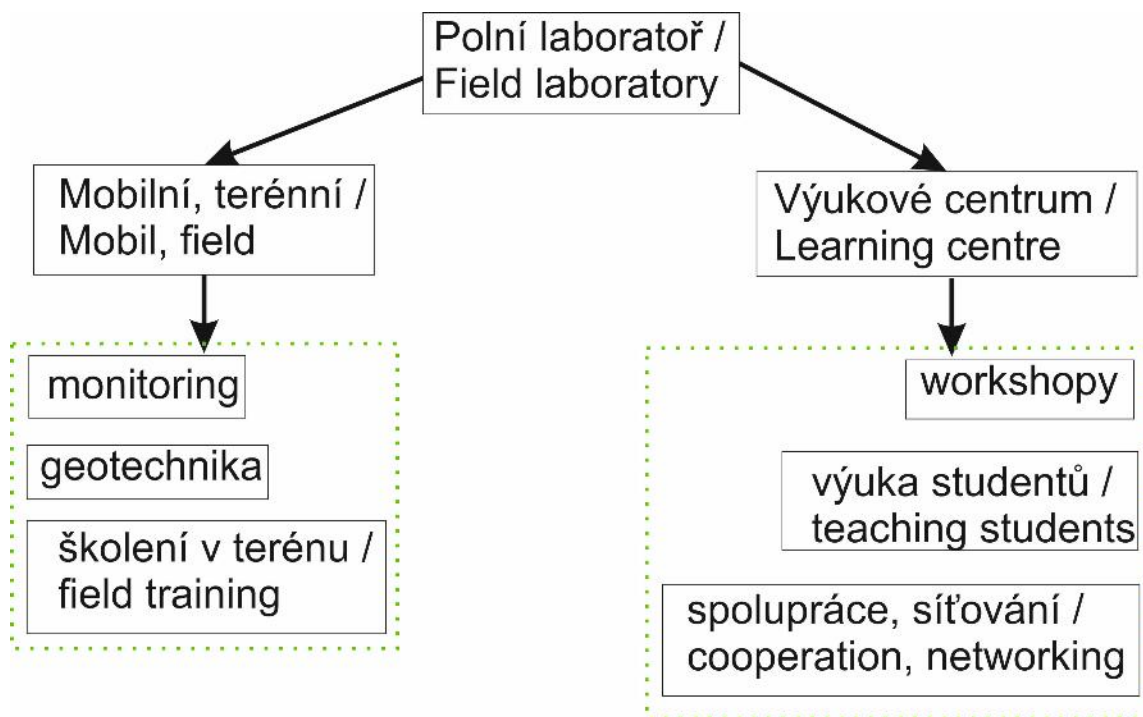 Polní laboratoř /
Field laboratory
Mobilní, terénní /
Mobil, field
Výukové centrum /
Learning centre
monitoring
geotechnika
školení v terénu /
field training
workshopy
výuka studentů /
teaching students
spolupráce, síťování /
cooperation, networking